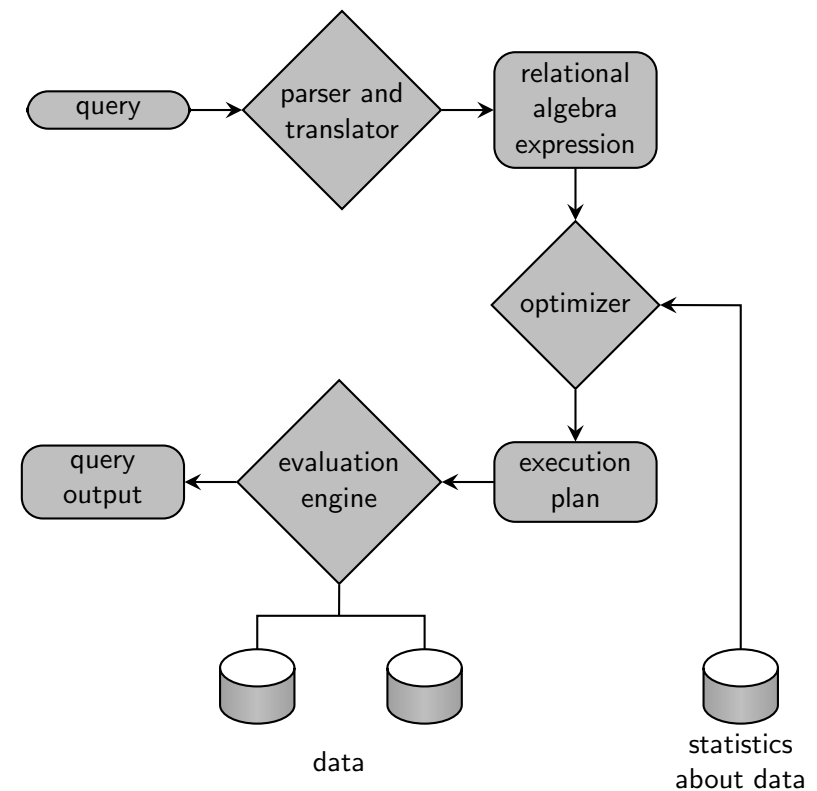 query
parser and
translator
relational
algebra
expression
optimizer
query
output
evaluation
engine
execution
plan
data
statistics
about data